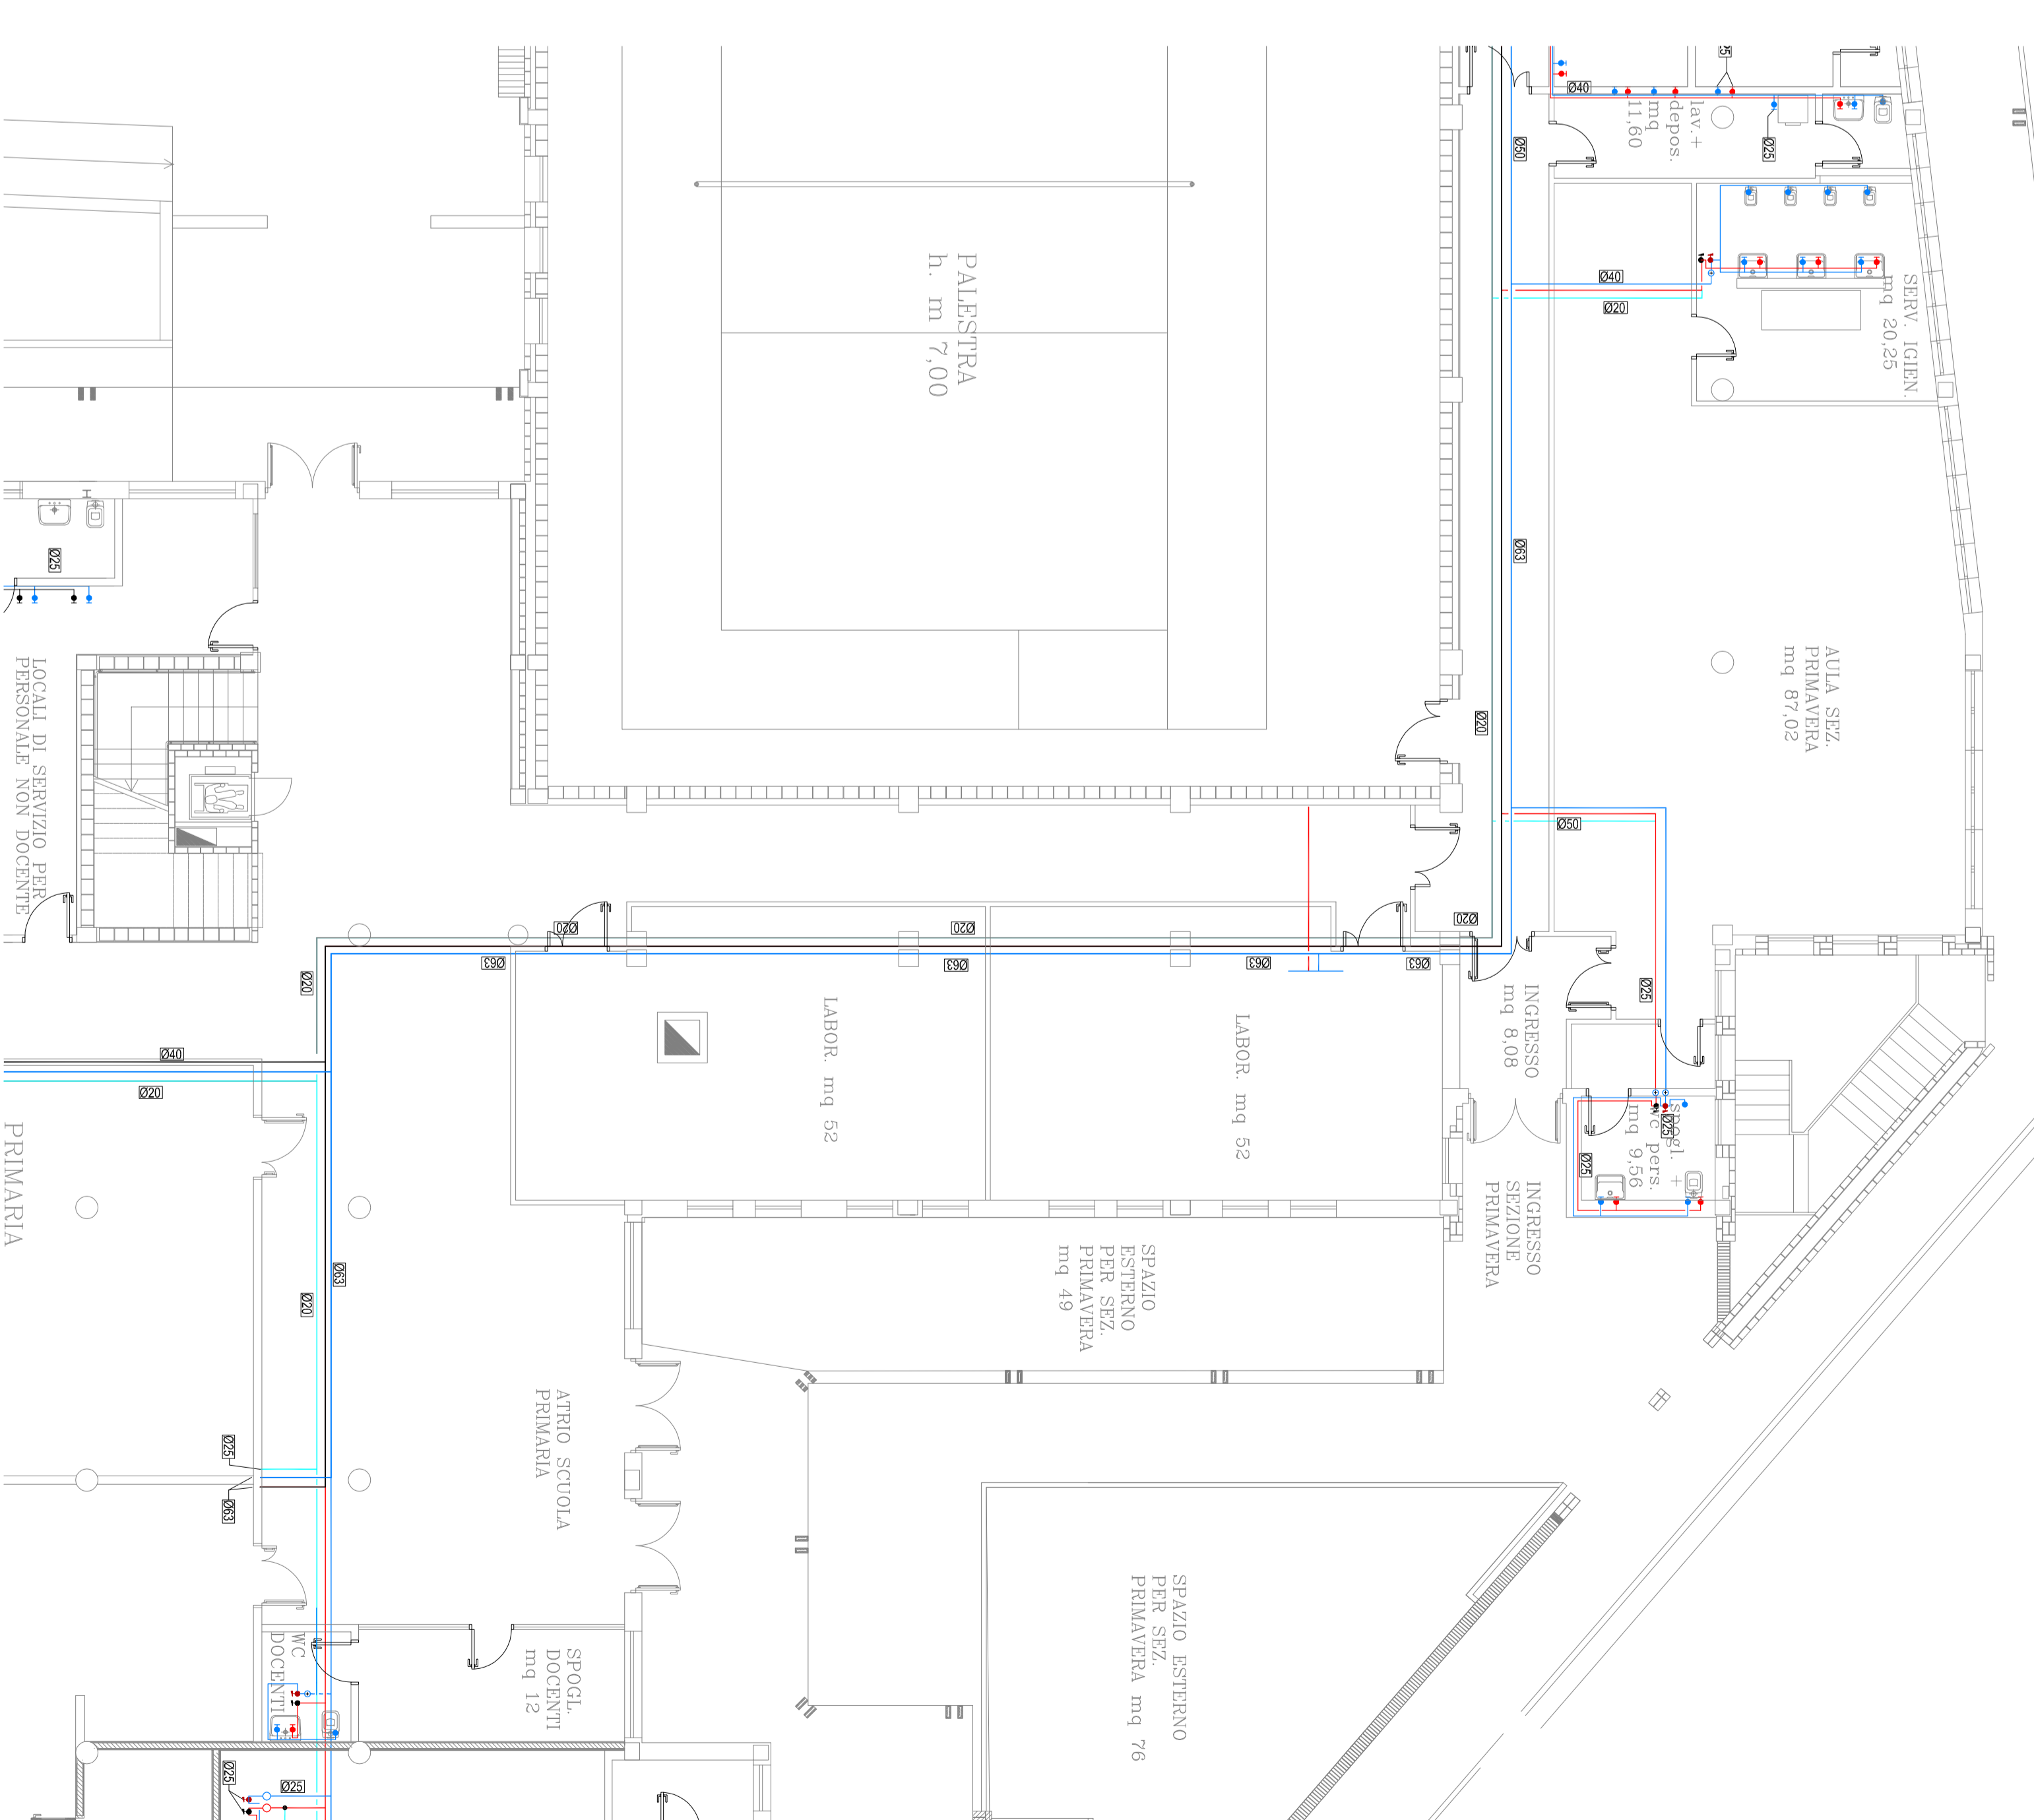 Ø25
Ø40
lav.+
depos.
mq
11,60
Ø50
Ø25
PALESTRA
h. m 7,00
Ø40
Ø20
SERV. IGIEN.
mq 20,25
Ø25
Ø63
AULA SEZ.
PRIMAVERA
mq 87,02
LOCALI DI SERVIZIO PER
PERSONALE NON DOCENTE
Ø20
Ø50
Ø20
Ø20
Ø20
Ø63
Ø63
Ø63
Ø63
Ø20
Ø25
INGRESSO
mq 8,08
LABOR. mq 52
LABOR. mq 52
Ø40
Ø20
PRIMARIA
spogl. +
wc pers.
mq 9,56
Ø25
Ø25
INGRESSO
SEZIONE
PRIMAVERA
SPAZIO
ESTERNO
PER SEZ.
PRIMAVERA
mq 49
Ø63
Ø20
ATRIO SCUOLA
PRIMARIA
Ø25
Ø63
SPAZIO ESTERNO
PER SEZ.
PRIMAVERA mq 76
WC
DOCENTI
SPOGL.
DOCENTI
mq 12
Ø25
Ø25